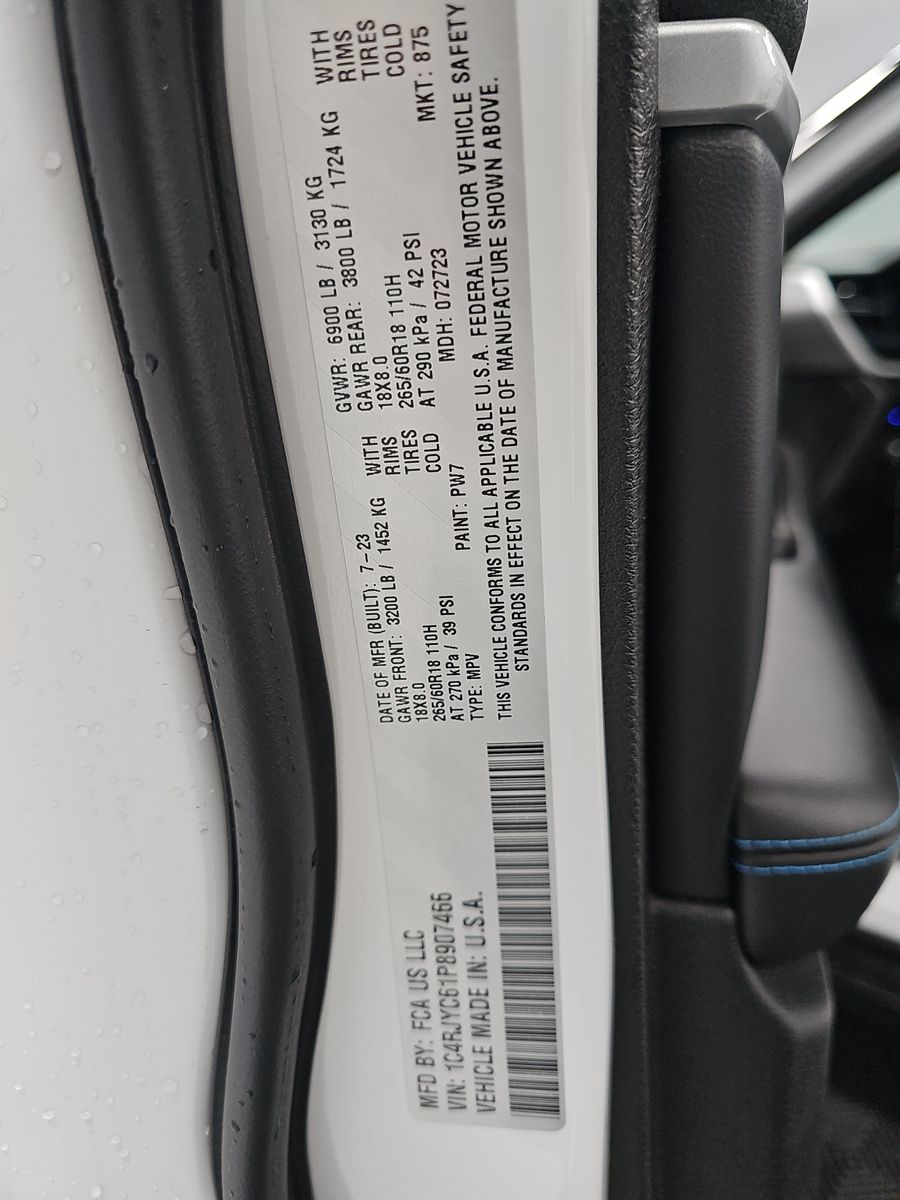 MFD BY: FCA US LLC
VIN: 1C4RJYC61P8907466
VEHICLE MADE IN: U.S.A.
DATE OF MFR (BUILT): 7-23
GAWR FRONT: 3200 LB / 1452 KG WITH
18X8.0 RIMS
265/60R18 110H TIRES
AT 270 kPa / 39 PSI COLD
TYPE: MPV PAINT: PW7
GVWR: 6900 LB / 3130 KG
GAWR REAR: 3800 LB / 1724 KG WITH
18X8.0 RIMS
265/60R18 110H TIRES
AT 290 kPa / 42 PSI COLD
MDH: 072723 MKT: 875
THIS VEHICLE CONFORMS TO ALL APPLICABLE U.S.A. FEDERAL MOTOR VEHICLE SAFETY
STANDARDS IN EFFECT ON THE DATE OF MANUFACTURE SHOWN ABOVE.